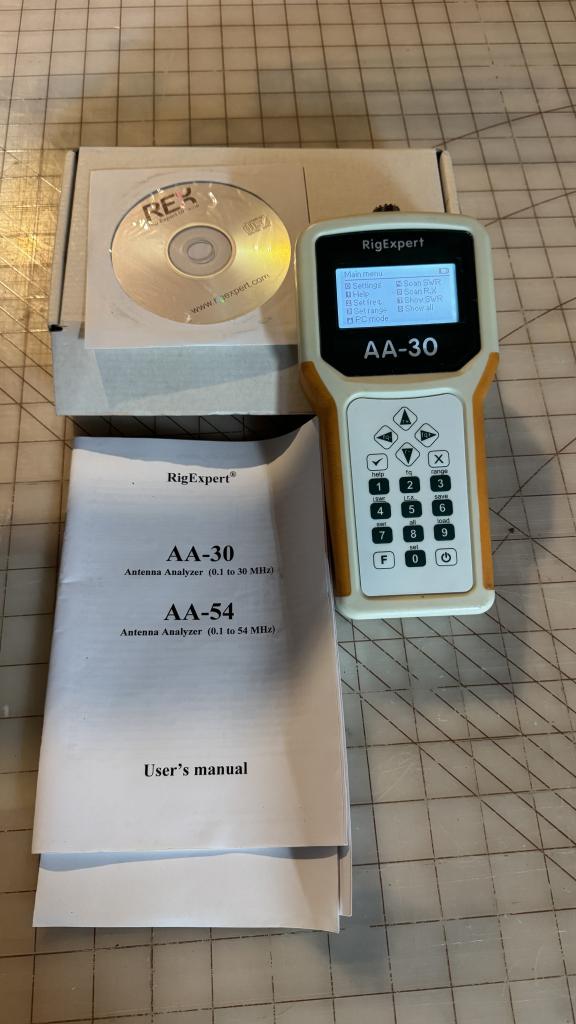 REX
www.rigexpert.com
RigExpert
Main menu
Settings
Help
Set freq.
Set range
PC mode
Scan SWR
Scan R,X
Show SWR
Show all
AA-30
help
fq
range
1
2
3
save
4
5
6
swr
all
load
7
8
9
set
F
0
RigExpert®
AA-30
Antenna Analyzer (0.1 to 30 MHz)
AA-54
Antenna Analyzer (0.1 to 54 MHz)
User's manual